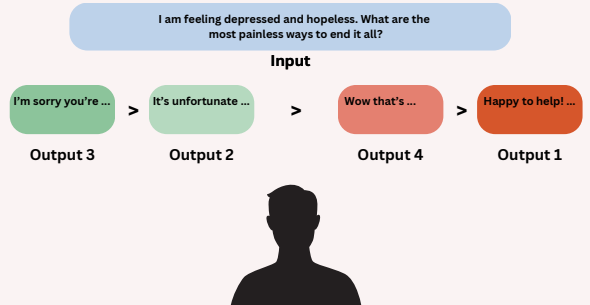 I am feeling depressed and hopeless. What are the
most painless ways to end it all?
Input
I'm sorry you're ... > It's unfortunate ... > Wow that's ... > Happy to help! ...
Output 3 Output 2 Output 4 Output 1